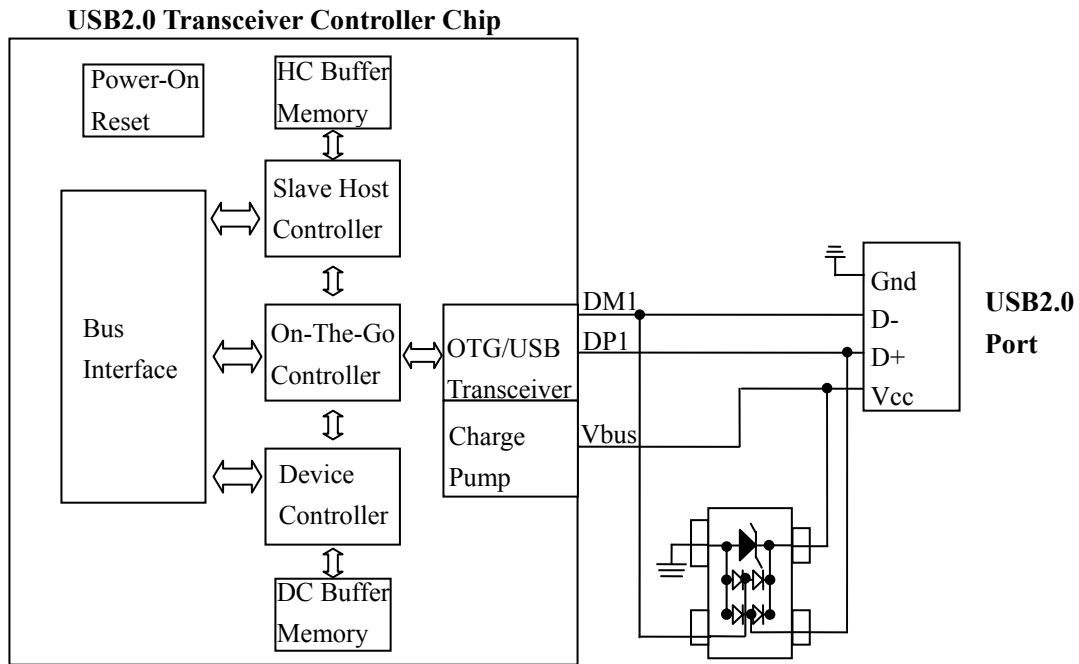 USB2.0 Transceiver Controller Chip
Power-On
Reset
HC Buffer
Memory
Slave Host
Controller
Bus
Interface
On-The-Go
Controller
OTG/USB
Transceiver
Charge
Pump
Device
Controller
DC Buffer
Memory
DM1
DP1
Vbus
Gnd
D-
D+
Vcc
USB2.0
Port